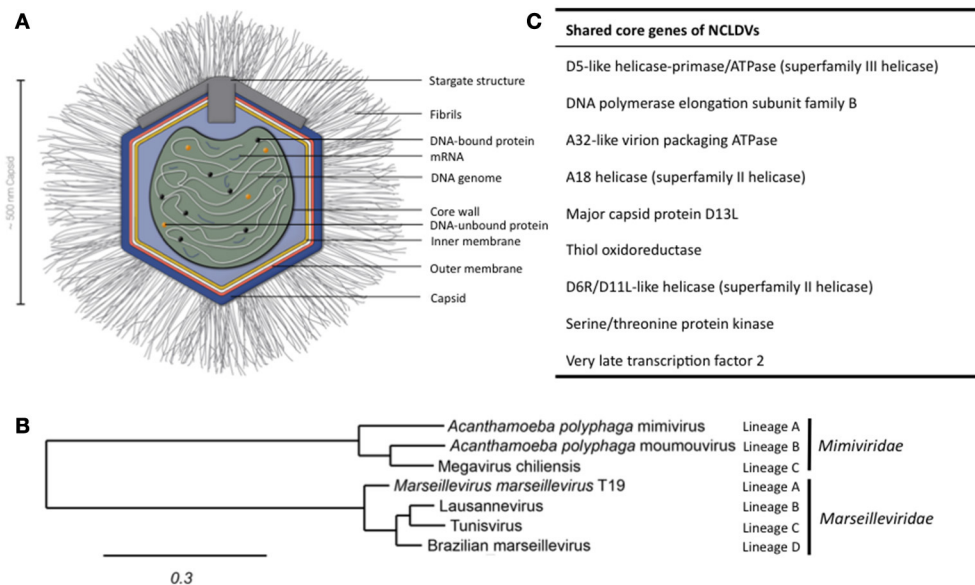 A
~ 500 nm Capsid
Stargate structure
Fibrils
DNA-bound protein
mRNA
DNA genome
Core wall
DNA-unbound protein
Inner membrane
Outer membrane
Capsid
C
Shared core genes of NCLDVs
D5-like helicase-primase/ATPase (superfamily III helicase)
DNA polymerse elongation subunit family B
A32-like virion packaging ATPase
A18 helicase (superfamily II helicase)
Major capsid protein D13L
Thiol oxidoreductase
D6R/D11L-like helicase (superfamily II helicase)
Serine/threonine protein kinase
Very late transcription factor 2
B
Acanthamoeba polyphaga mimivirus Lineage A
Acanthamoeba polyphaga moumouvirus Lineage B
Megavirus chiliensis Lineage C
Mimiviridae
Marseillevirus marseillevirus T19 Lineage A
Lausannevirus Lineage B
Tunisvirus Lineage C
Brazilian marseillevirus Lineage D
Marseilleviridae
0.3